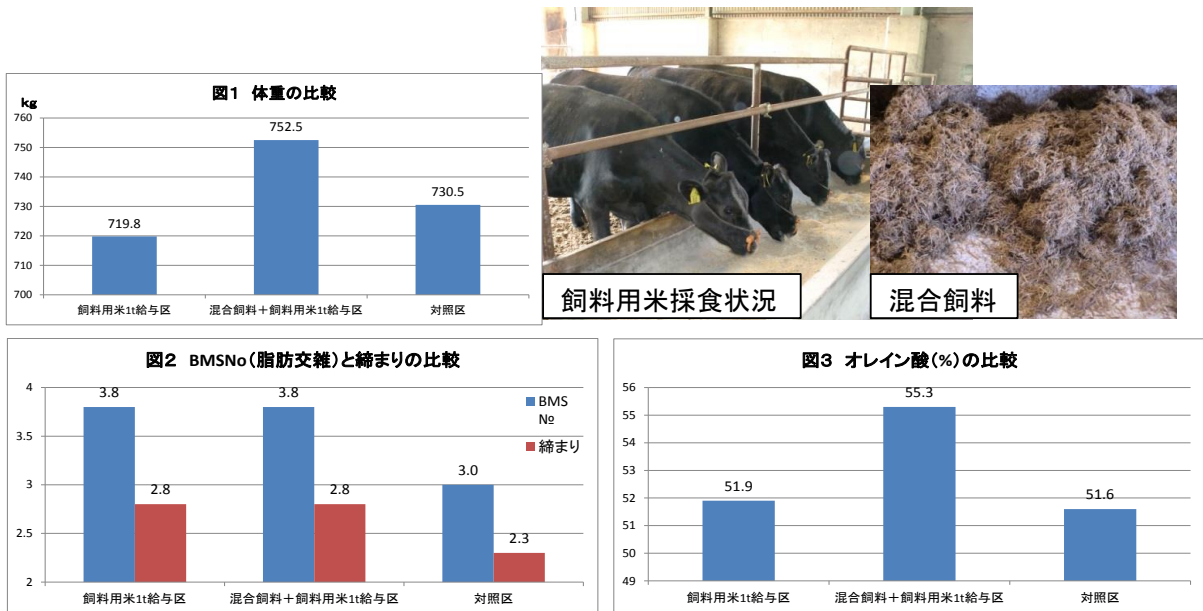 図1 体重の比較
kg
760
750
740
730
720
710
700
719.8
752.5
730.5
飼料用米1t給与区
混合飼料+飼料用米1t給与区
対照区
飼料用米採食状況
混合飼料
図2 BMSNo(脂肪交雑)と締まりの比較
4
3.5
3
2.5
2
3.8
2.8
3.8
2.8
3.0
2.3
BMS
№
締まり
飼料用米1t給与区
混合飼料+飼料用米1t給与区
対照区
図3 オレイン酸(%)の比較
56
55
54
53
52
51
50
49
51.9
55.3
51.6
飼料用米1t給与区
混合飼料+飼料用米1t給与区
対照区